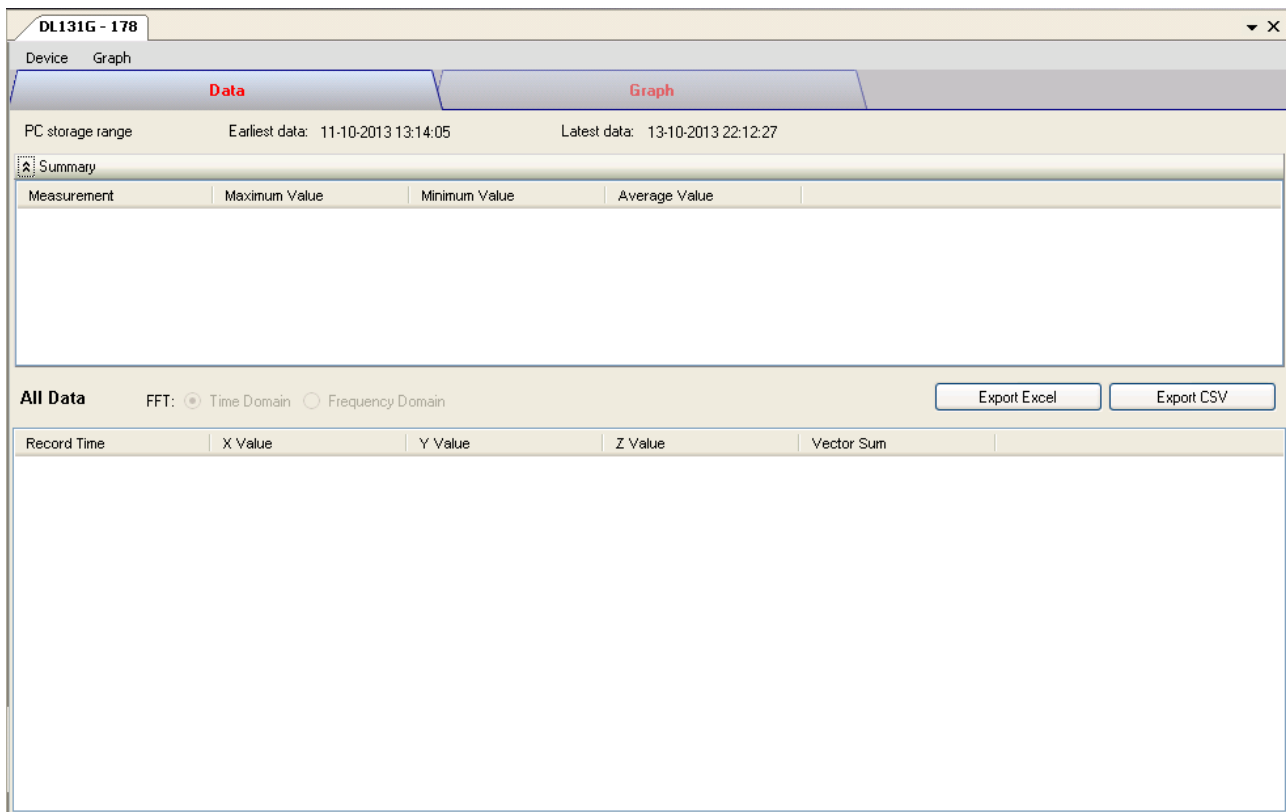 DL131G - 178
Device Graph
Data Graph
PC storage range Earliest data: 11-10-2013 13:14:05 Latest data: 13-10-2013 22:12:27
Summary
Measurement Maximum Value Minimum Value Average Value
All Data FFT: Time Domain Frequency Domain Export Excel Export CSV
Record Time X Value Y Value Z Value Vector Sum